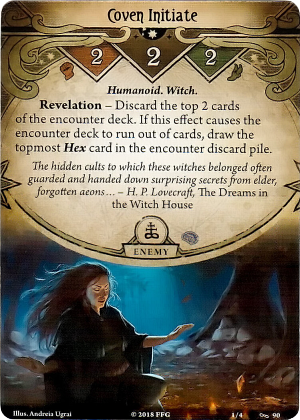 Coven Initiate
2 2 2
Humanoid. Witch.
Revelation – Discard the top 2 cards
of the encounter deck. If this effect causes the
encounter deck to run out of cards, draw the
topmost Hex card in the encounter discard pile.
The hidden cults to which these witches belonged often
guarded and handed down surprising secrets from elder,
forgotten aeons… – H. P. Lovecraft, The Dreams in
the Witch House
ENEMY
Illus. Andreia Ugrai
© 2018 FFG
1/4
90